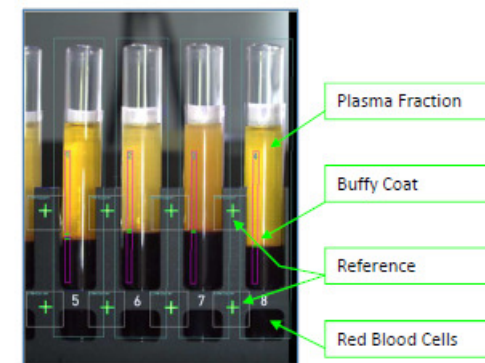 Plasma Fraction
Buffy Coat
Reference
Red Blood Cells
5 6 7 8